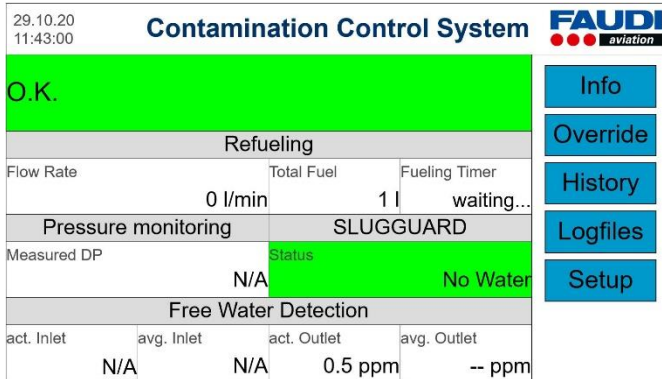 29.10.20
11:43:00
Contamination Control System
FAUDI
aviation
O.K.
Info
Override
History
Logfiles
Setup
Refueling
Flow Rate
Total Fuel
Fueling Timer
0 l/min
1 l
waiting...
Pressure monitoring
SLUGGUARD
Measured DP
Status
N/A
No Water
Free Water Detection
act. Inlet
avg. Inlet
act. Outlet
avg. Outlet
N/A
N/A
0.5 ppm
-- ppm